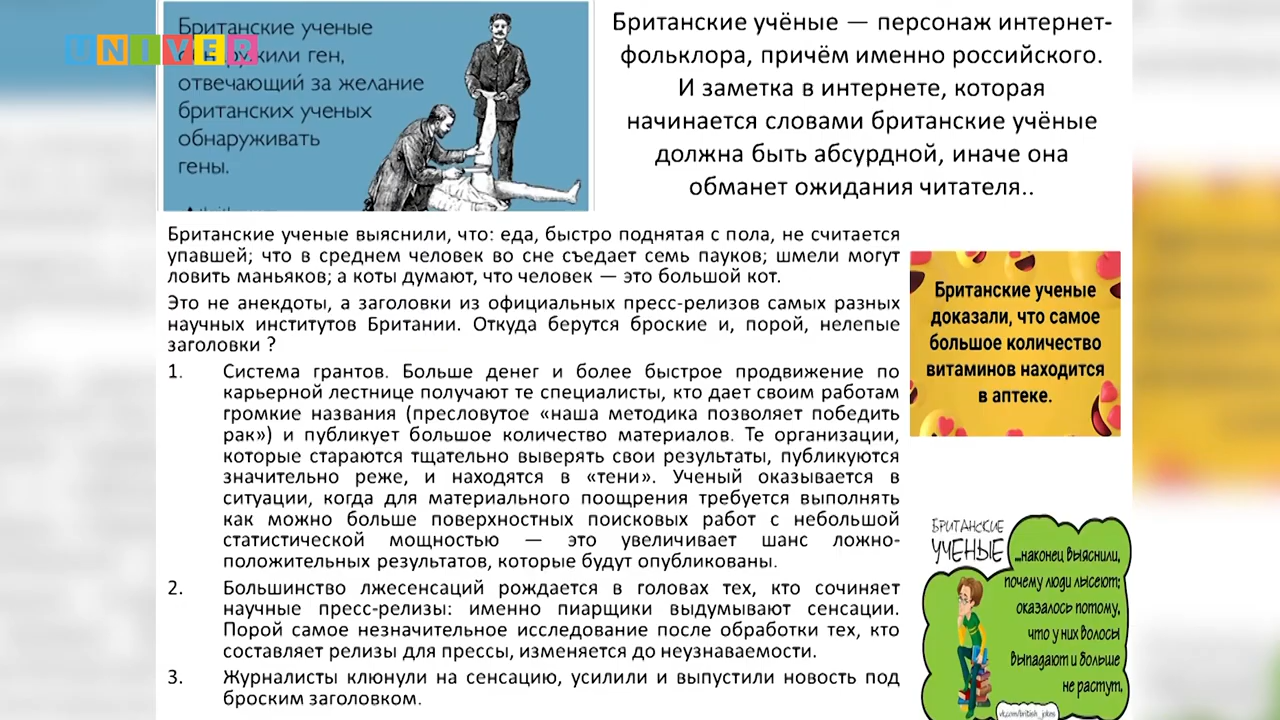 Британские ученые
обнаружили ген,
отвечающий за желание
британских ученых
обнаруживать
гены.
UNIVER
Британские учёные — персонаж интернет-
фольклора, причём именно российского.
И заметка в интернете, которая
начинается словами британские учёные
должна быть абсурдной, иначе она
обманет ожидания читателя..
Британские ученые выяснили, что: еда, быстро поднятая с пола, не считается
упавшей; что в среднем человек во сне съедает семь пауков; шмели могут
ловить маньяков; а коты думают, что человек — это большой кот.
Это не анекдоты, а заголовки из официальных пресс-релизов самых разных
научных институтов Британии. Откуда берутся броские и, порой, нелепые
заголовки ?
1. Система грантов. Больше денег и более быстрое продвижение по
карьерной лестнице получают те специалисты, кто дает своим работам
громкие названия (пресловутое «наша методика позволяет победить
рак») и публикует большое количество материалов. Те организации,
которые стараются тщательно выверять свои результаты, публикуются
значительно реже, и находятся в «тени». Ученый оказывается в
ситуации, когда для материального поощрения требуется выполнять
как можно больше поверхностных поисковых работ с небольшой
статистической мощностью — это увеличивает шанс ложно-
положительных результатов, которые будут опубликованы.
2. Большинство лжесенсаций рождается в головах тех, кто сочиняет
научные пресс-релизы: именно пиарщики выдумывают сенсации.
Порой самое незначительное исследование после обработки тех, кто
составляет релизы для прессы, изменяется до неузнаваемости.
3. Журналисты клюнули на сенсацию, усилили и выпустили новость под
броским заголовком.
Британские ученые
доказали, что самое
большое количество
витаминов находится
в аптеке.
БРИТАНСКИЕ
УЧЕНЫЕ
...наконец выяснили,
почему люди лысеют;
оказалось потому,
что у них волосы
выпадают и больше
не растут.
vk.com/british_jokes